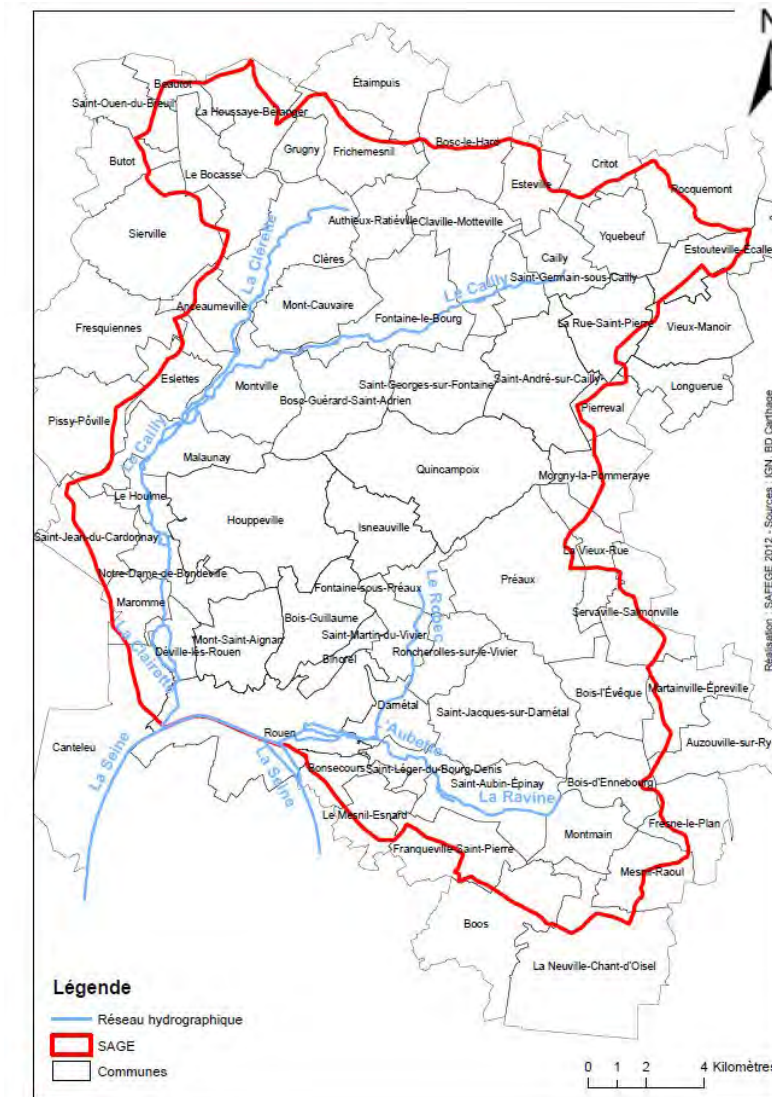 N
Étaimpuis
Beautot
Saint-Ouen-du-Breuil
La Houssaye-Béranger
Bosc-le-Hard
Grugny
Frichemesnil
Butot
Critot
Le Bocasse
Esteville
Rocquemont
Authieux-Ratiéville
Claville-Motteville
Sierville
Yquebeuf
Estouteville-Écalles
La Clérette
Clères
Cailly
Saint-Germain-sous-Cailly
Le Cailly
Mont-Cauvaire
Anceaumeville
Fontaine-le-Bourg
La Rue-Saint-Pierre
Vieux-Manoir
Fresquiennes
Eslettes
Montville
Saint-Georges-sur-Fontaine
Saint-André-sur-Cailly
Longuerue
Bosc-Guérard-Saint-Adrien
Pierreval
Pissy-Pôville
Le Cailly
Malaunay
Quincampoix
Morgny-la-Pommeraye
Le Houlme
Houppeville
Isneauville
Saint-Jean-du-Cardonnay
La Vieux-Rue
Préaux
Notre-Dame-de-Bondeville
Fontaine-sous-Préaux
Le Robec
Maromme
Bois-Guillaume
Servaville-Salmonville
La Clairette
Mont-Saint-Aignan
Saint-Martin-du-Vivier
Déville-lès-Rouen
Bihorel
Roncherolles-sur-le-Vivier
Bois-l'Évêque
Martainville-Épreville
Darnétal
Saint-Jacques-sur-Darnétal
Rouen
Canteleu
L'Aubette
Auzouville-sur-Ry
La Seine
La Seine
Bonsecours
Saint-Léger-du-Bourg-Denis
Saint-Aubin-Épinay
Bois-d'Ennebourg
La Ravine
Le Mesnil-Esnard
Fresne-le-Plan
Montmain
Franqueville-Saint-Pierre
Mesnil-Raoul
Boos
La Neuville-Chant-d'Oisel
Légende
Réseau hydrographique
SAGE
Communes
0 1 2 4 Kilomètres
Réalisation : SAFEGE 2012 - Sources : IGN, BD Carthage